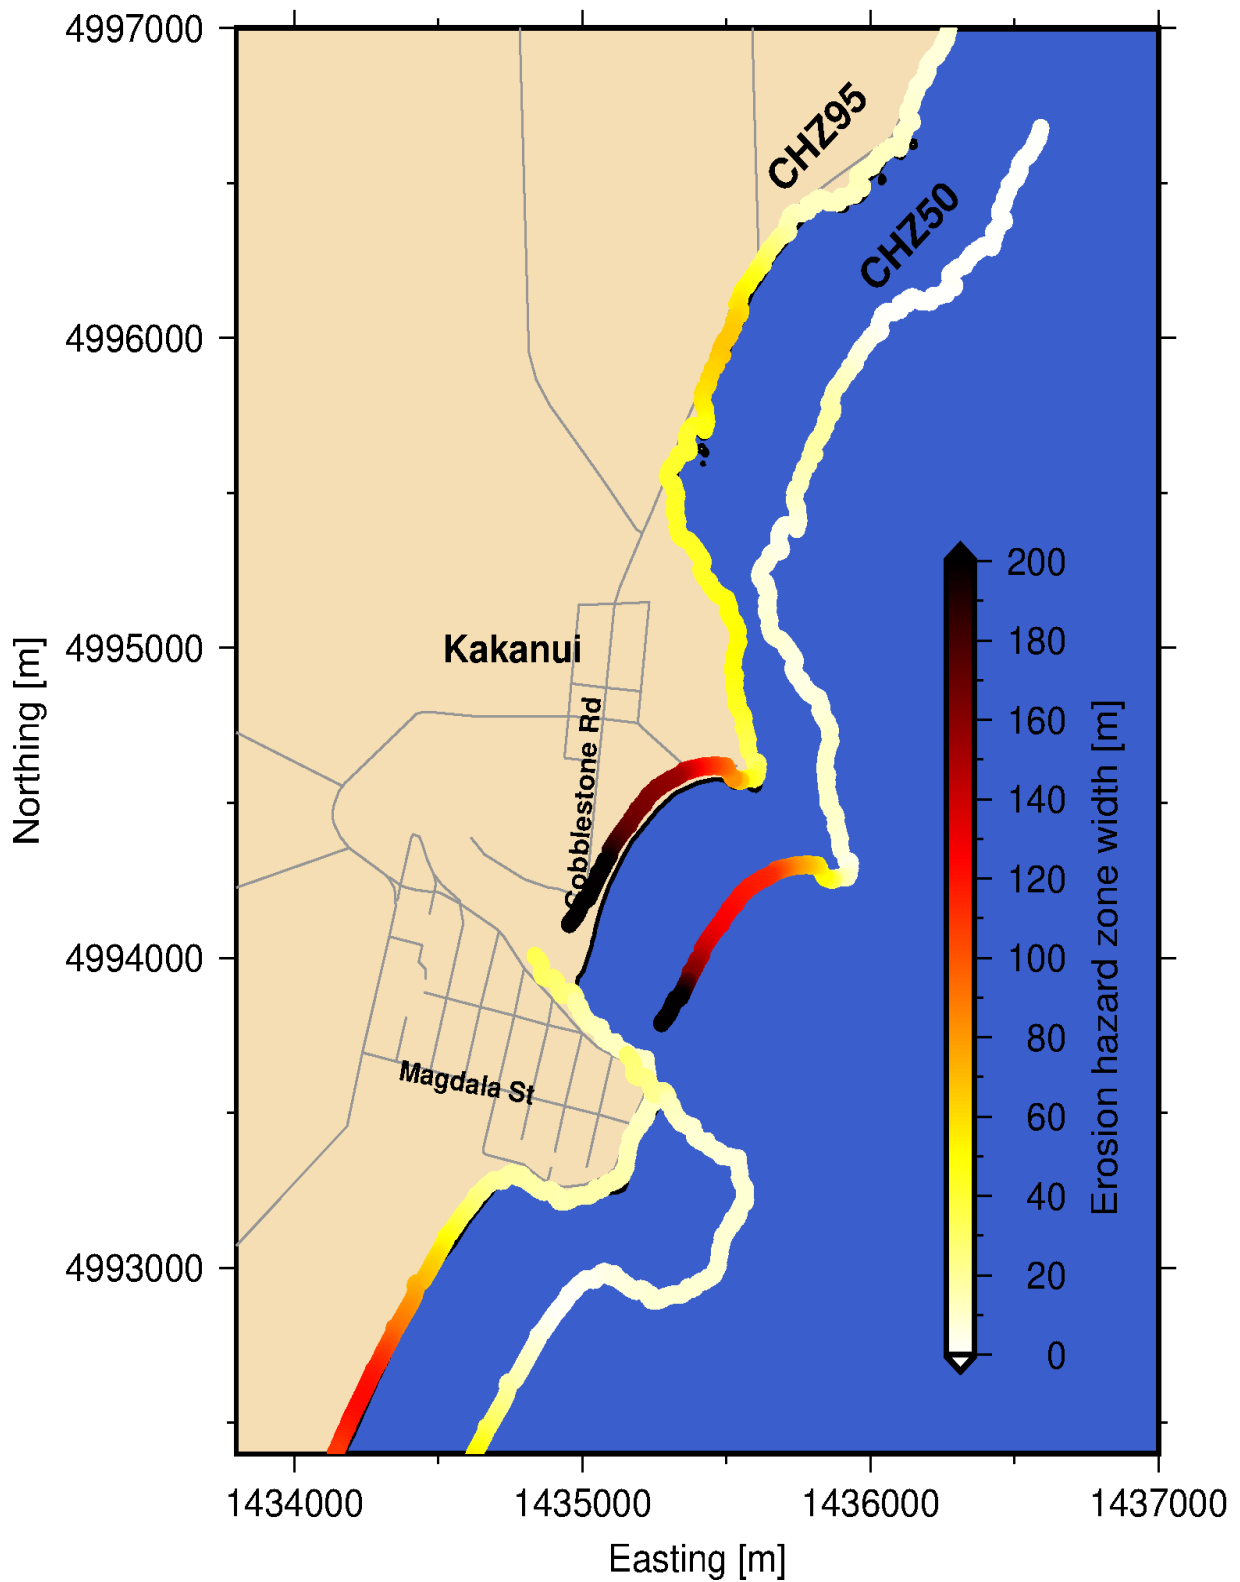 4997000
4996000
4995000
4994000
4993000
Northing [m]
CHZ95
CHZ50
Kakanui
Cobblestone Rd
Magdala St
200
180
160
140
120
100
80
60
40
20
0
Erosion hazard zone width [m]
1434000
1435000
1436000
1437000
Easting [m]